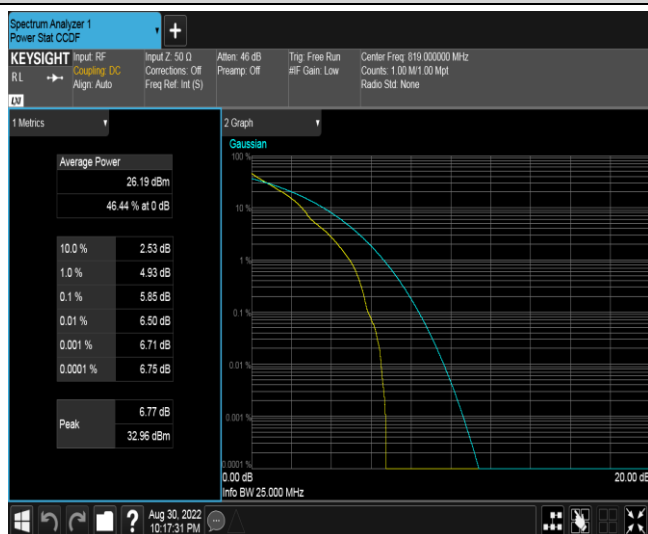 Spectrum Analyzer 1
Power Stat CCDF
+
KEYSIGHT
RL
LXI
Input: RF
Coupling: DC
Align: Auto
Input Z: 50 Ω
Corrections: Off
Freq Ref: Int (S)
Atten: 46 dB
Preamp: Off
Trig: Free Run
#IF Gain: Low
Center Freq: 819.000000 MHz
Counts: 1.00 M/1.00 Mpt
Radio Std: None
1 Metrics
Average Power
26.19 dBm
46.44 % at 0 dB
10.0 % 2.53 dB
1.0 % 4.93 dB
0.1 % 5.85 dB
0.01 % 6.50 dB
0.001 % 6.71 dB
0.0001 % 6.75 dB
Peak
6.77 dB
32.96 dBm
2 Graph
Gaussian
100 %
10 %
1 %
0.1 %
0.01 %
0.001 %
0.0001 %
0.00 dB
20.00 dB
Info BW 25.000 MHz
?
Aug 30, 2022
10:17:31 PM